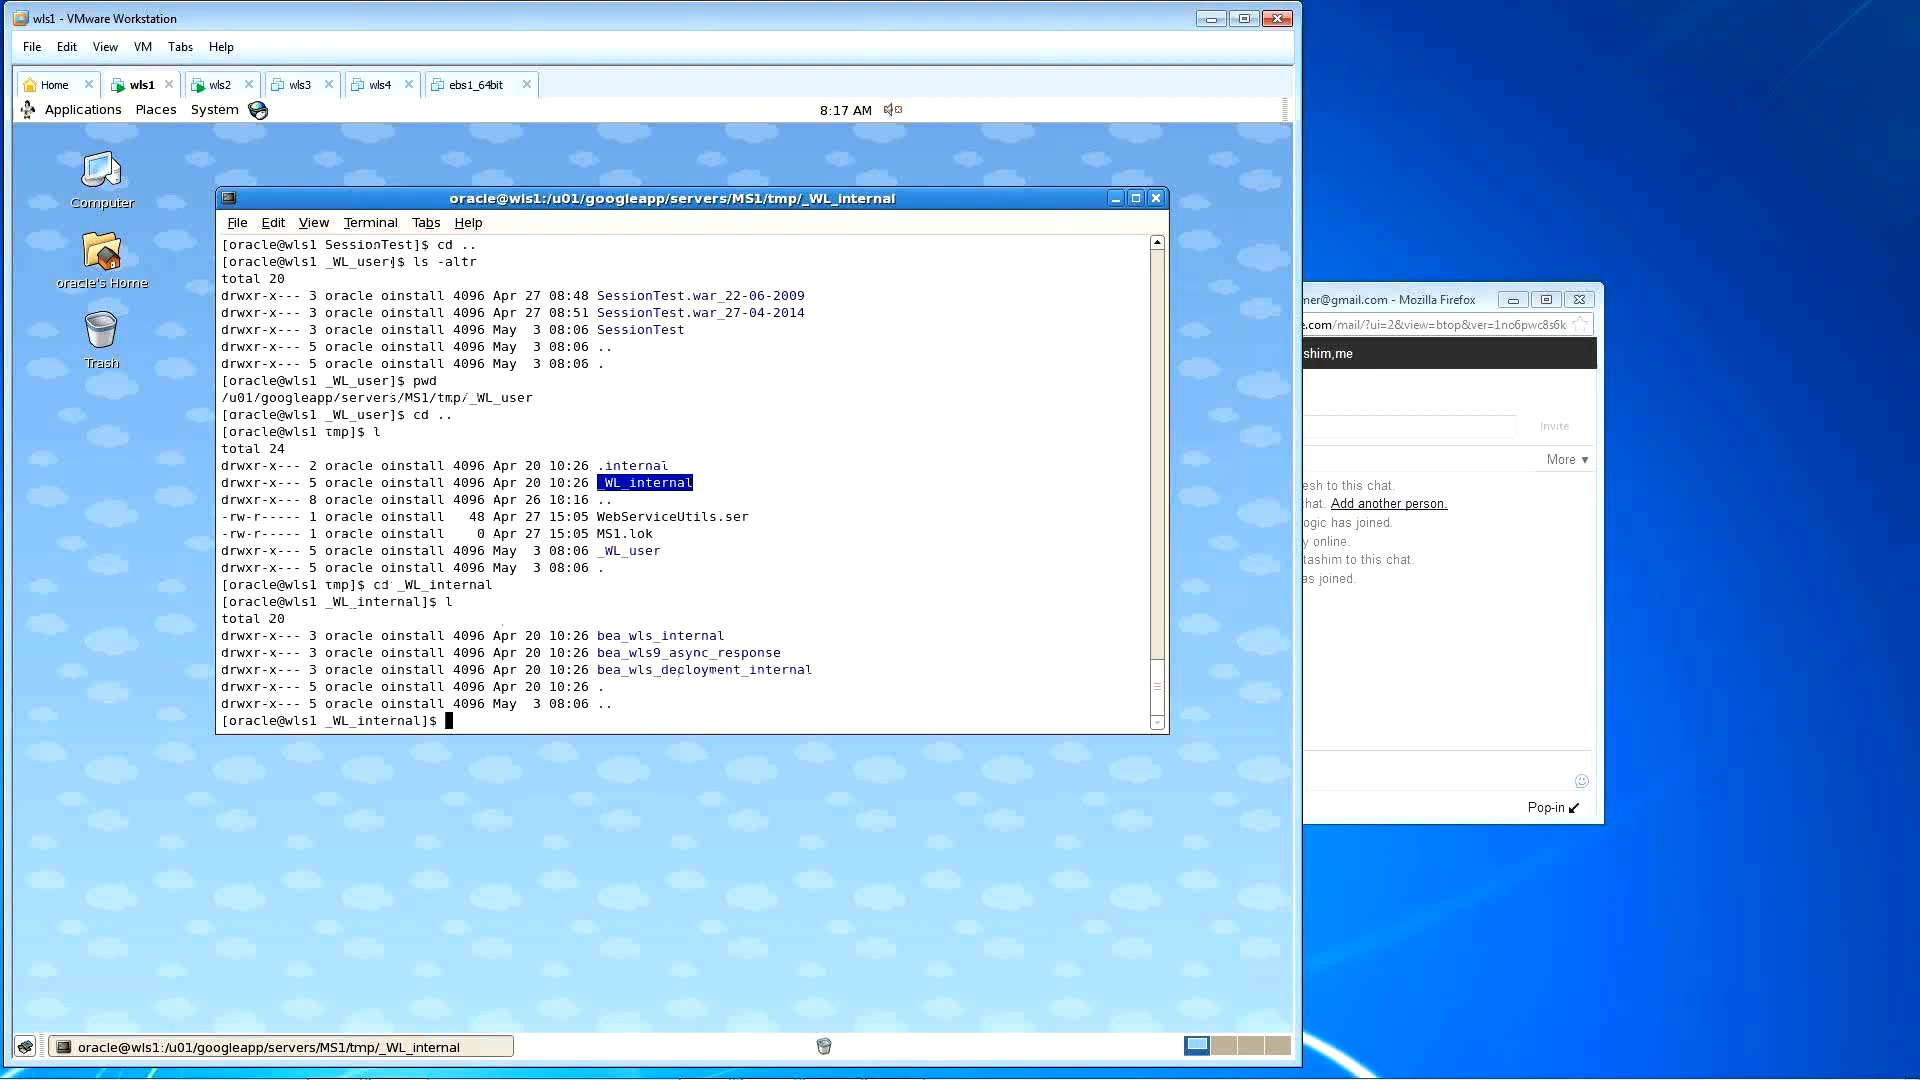 wls1 - VMware Workstation
File Edit View VM Tabs Help
Home wls1 wls2 wls3 wls4 ebs1_64bit
Applications Places System 8:17 AM
Computer
oracle's Home
Trash
oracle@wls1:/u01/googleapp/servers/MS1/tmp/_WL_internal
File Edit View Terminal Tabs Help
[oracle@wls1 SessionTest]$ cd ..
[oracle@wls1 _WL_user]$ ls -altr
total 20
drwxr-x--- 3 oracle oinstall 4096 Apr 27 08:48 SessionTest.war_22-06-2009
drwxr-x--- 3 oracle oinstall 4096 Apr 27 08:51 SessionTest.war_27-04-2014
drwxr-x--- 3 oracle oinstall 4096 May  3 08:06 SessionTest
drwxr-x--- 5 oracle oinstall 4096 May  3 08:06 ..
drwxr-x--- 5 oracle oinstall 4096 May  3 08:06 .
[oracle@wls1 _WL_user]$ pwd
/u01/googleapp/servers/MS1/tmp/_WL_user
[oracle@wls1 _WL_user]$ cd ..
[oracle@wls1 tmp]$ l
total 24
drwxr-x--- 2 oracle oinstall 4096 Apr 20 10:26 .internal
drwxr-x--- 5 oracle oinstall 4096 Apr 20 10:26 _WL_internal
drwxr-x--- 8 oracle oinstall 4096 Apr 26 10:16 ..
-rw-r----- 1 oracle oinstall   48 Apr 27 15:05 WebServiceUtils.ser
-rw-r----- 1 oracle oinstall    0 Apr 27 15:05 MS1.lok
drwxr-x--- 5 oracle oinstall 4096 May  3 08:06 _WL_user
drwxr-x--- 5 oracle oinstall 4096 May  3 08:06 .
[oracle@wls1 tmp]$ cd _WL_internal
[oracle@wls1 _WL_internal]$ l
total 20
drwxr-x--- 3 oracle oinstall 4096 Apr 20 10:26 bea_wls_internal
drwxr-x--- 3 oracle oinstall 4096 Apr 20 10:26 bea_wls9_async_response
drwxr-x--- 3 oracle oinstall 4096 Apr 20 10:26 bea_wls_deployment_internal
drwxr-x--- 5 oracle oinstall 4096 Apr 20 10:26 .
drwxr-x--- 5 oracle oinstall 4096 May  3 08:06 ..
[oracle@wls1 _WL_internal]$
mer@gmail.com - Mozilla Firefox
e.com/mail/?ui=2&view=btop&ver=1no6pwc8s6k
shim,me
Invite
More ▼
esh to this chat.
hat. Add another person.
ogic has joined.
y online.
tashim to this chat.
as joined.
Pop-in
oracle@wls1:/u01/googleapp/servers/MS1/tmp/_WL_internal